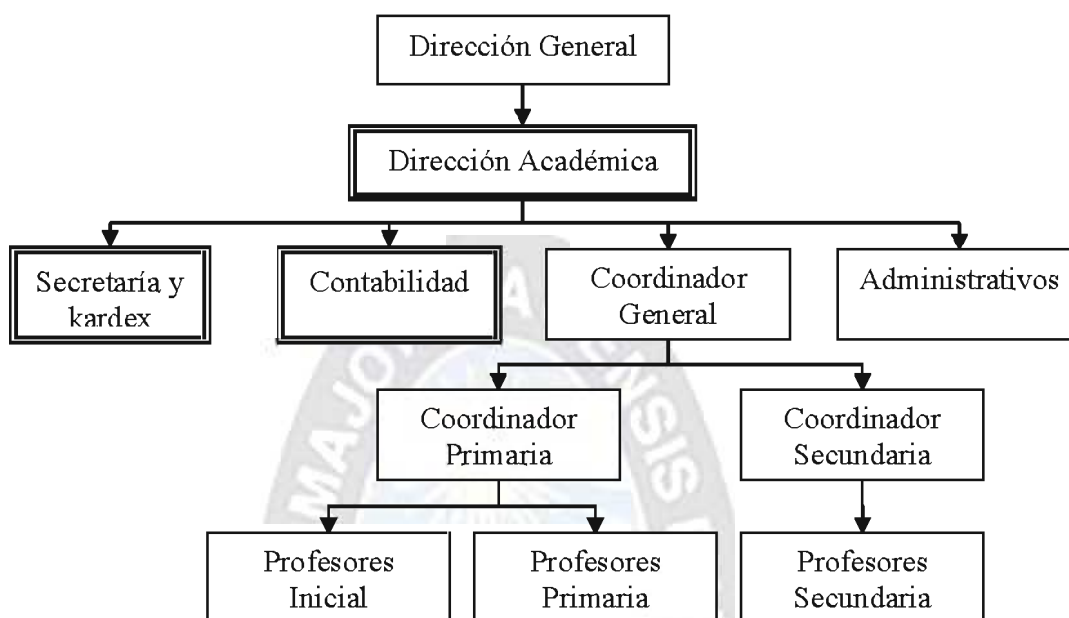 Dirección General
Dirección Académica
Secretaría y
kardex
Contabilidad
Coordinador
General
Administrativos
Coordinador
Primaria
Coordinador
Secundaria
Profesores
Inicial
Profesores
Primaria
Profesores
Secundaria